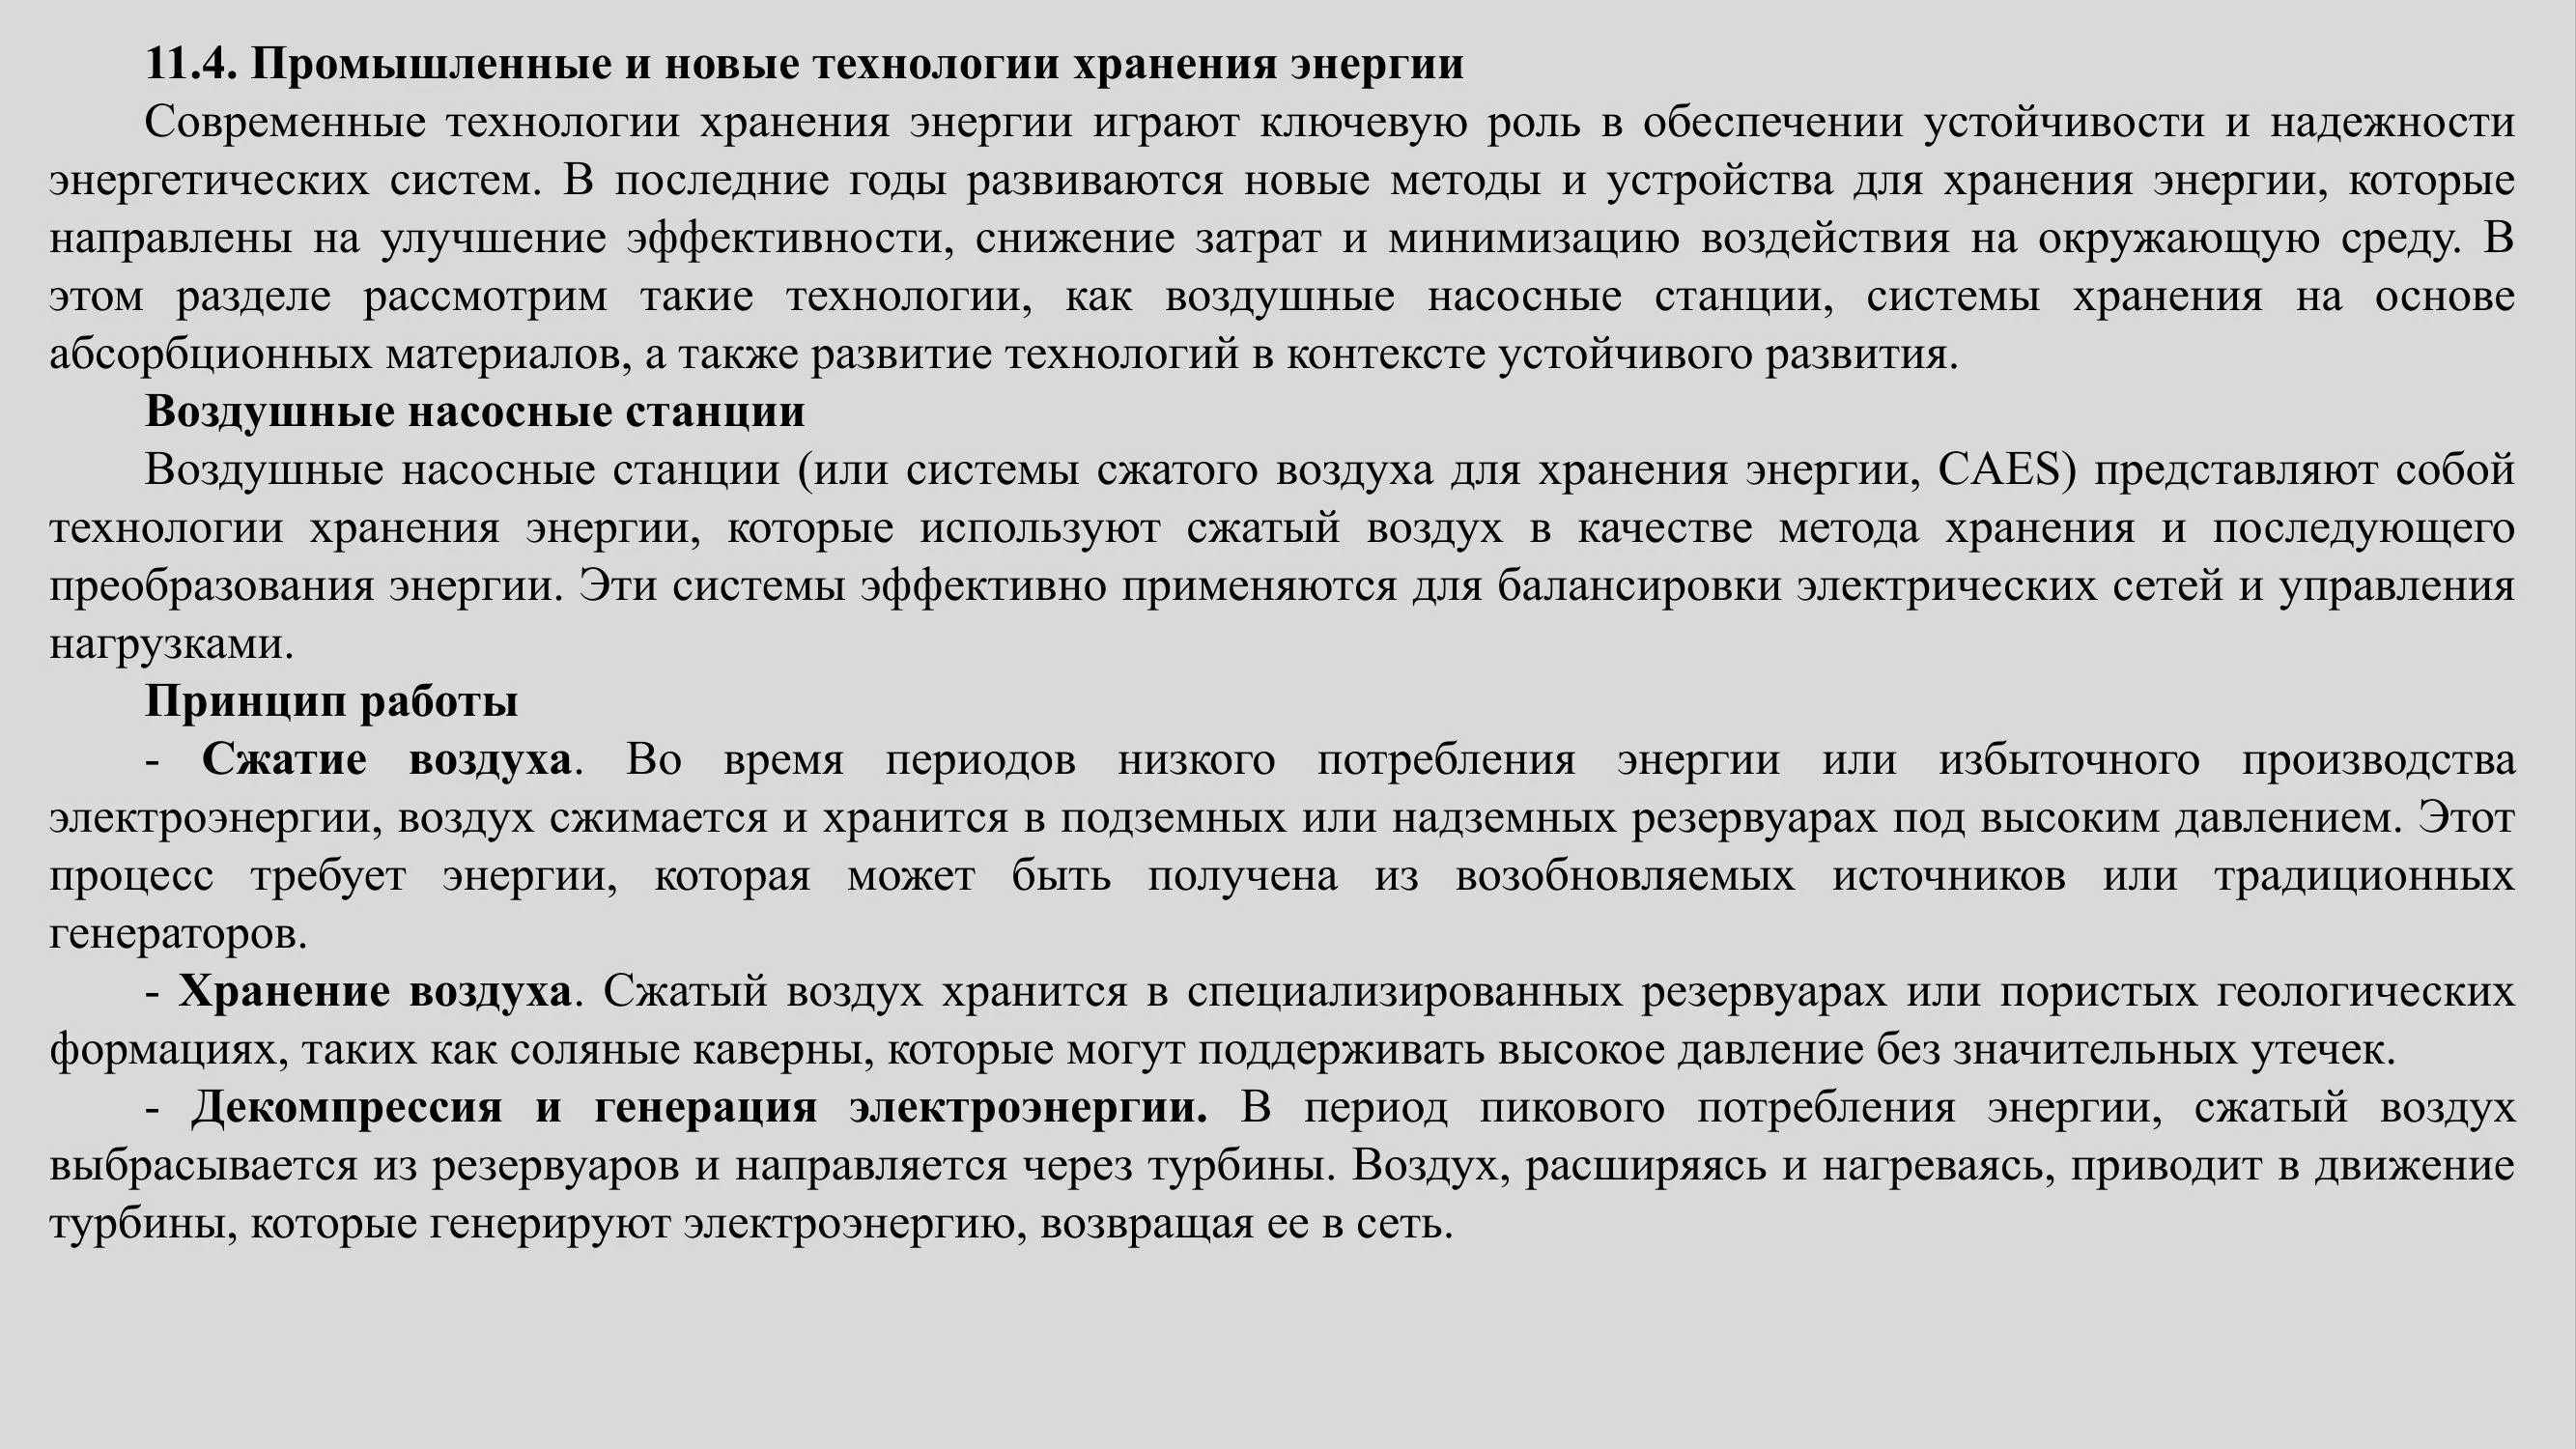 11.4. Промышленные и новые технологии хранения энергии
Современные технологии хранения энергии играют ключевую роль в обеспечении устойчивости и надежности
энергетических систем. В последние годы развиваются новые методы и устройства для хранения энергии, которые
направлены на улучшение эффективности, снижение затрат и минимизацию воздействия на окружающую среду. В
этом разделе рассмотрим такие технологии, как воздушные насосные станции, системы хранения на основе
абсорбционных материалов, а также развитие технологий в контексте устойчивого развития.
Воздушные насосные станции
Воздушные насосные станции (или системы сжатого воздуха для хранения энергии, CAES) представляют собой
технологии хранения энергии, которые используют сжатый воздух в качестве метода хранения и последующего
преобразования энергии. Эти системы эффективно применяются для балансировки электрических сетей и управления
нагрузками.
Принцип работы
- Сжатие воздуха. Во время периодов низкого потребления энергии или избыточного производства
электроэнергии, воздух сжимается и хранится в подземных или надземных резервуарах под высоким давлением. Этот
процесс требует энергии, которая может быть получена из возобновляемых источников или традиционных
генераторов.
- Хранение воздуха. Сжатый воздух хранится в специализированных резервуарах или пористых геологических
формациях, таких как соляные каверны, которые могут поддерживать высокое давление без значительных утечек.
- Декомпрессия и генерация электроэнергии. В период пикового потребления энергии, сжатый воздух
выбрасывается из резервуаров и направляется через турбины. Воздух, расширяясь и нагреваясь, приводит в движение
турбины, которые генерируют электроэнергию, возвращая ее в сеть.